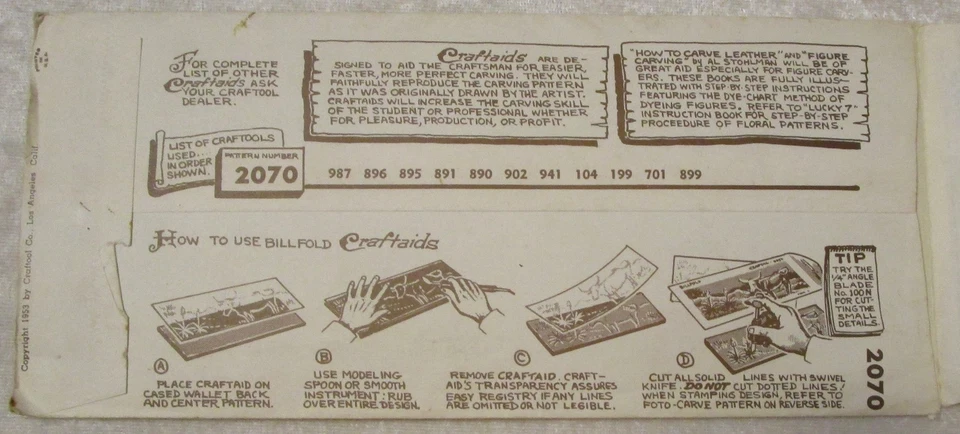 FOR COMPLETE
LIST OF OTHER
Craftaids ASK
YOUR CRAFTOOL
DEALER.
Craftaids ARE DE-
SIGNED TO AID THE CRAFTSMAN FOR EASIER,
FASTER, MORE PERFECT CARVING. THEY WILL
FAITHFULLY REPRODUCE THE CARVING PATTERN
AS IT WAS ORIGINALLY DRAWN BY THE ARTIST.
CRAFTAIDS WILL INCREASE THE CARVING SKILL
OF THE STUDENT OR PROFESSIONAL WHETHER
FOR PLEASURE, PRODUCTION, OR PROFIT.
"HOW TO CARVE LEATHER" AND "FIGURE
CARVING" BY AL STOHLMAN WILL BE OF
GREAT AID ESPECIALLY FOR FIGURE CARV-
ERS. THESE BOOKS ARE FULLY ILLUS-
TRATED WITH STEP-BY-STEP INSTRUCTIONS
FEATURING THE DYE-CHART METHOD OF
DYEING FIGURES. REFER TO "LUCKY 7"
INSTRUCTION BOOK FOR STEP-BY-STEP
PROCEEDURE OF FLORAL PATTERNS.
LIST OF CRAFTOOLS
USED...
IN ORDER
SHOWN.
PATTERN NUMBER
2070
987 896 895 891 890 902 941 104 199 701 899
HOW TO USE BILLFOLD Craftaids
A
PLACE CRAFTAID ON
CASED WALLET BACK
AND CENTER PATTERN.
B
USE MODELING
SPOON OR SMOOTH
INSTRUMENT: RUB
OVER ENTIRE DESIGN.
C
REMOVE CRAFTAID. CRAFT-
AID'S TRANSPARENCY ASSURES
EASY REGISTRY IF ANY LINES
ARE OMITTED OR NOT LEGIBLE.
D
CUT ALL SOLID LINES WITH SWIVEL
KNIFE. DO NOT CUT DOTTED LINES!
WHEN STAMPING DESIGN, REFER TO
FOTO-CARVE PATTERN ON REVERSE SIDE.
TIP
TRY THE
1/4" ANGLE
BLADE
No. 100N
FOR CUT-
TING THE
SMALL
DETAILS.
2070
Copyright 1953 by Craftool Co., Los Angeles, Calif.